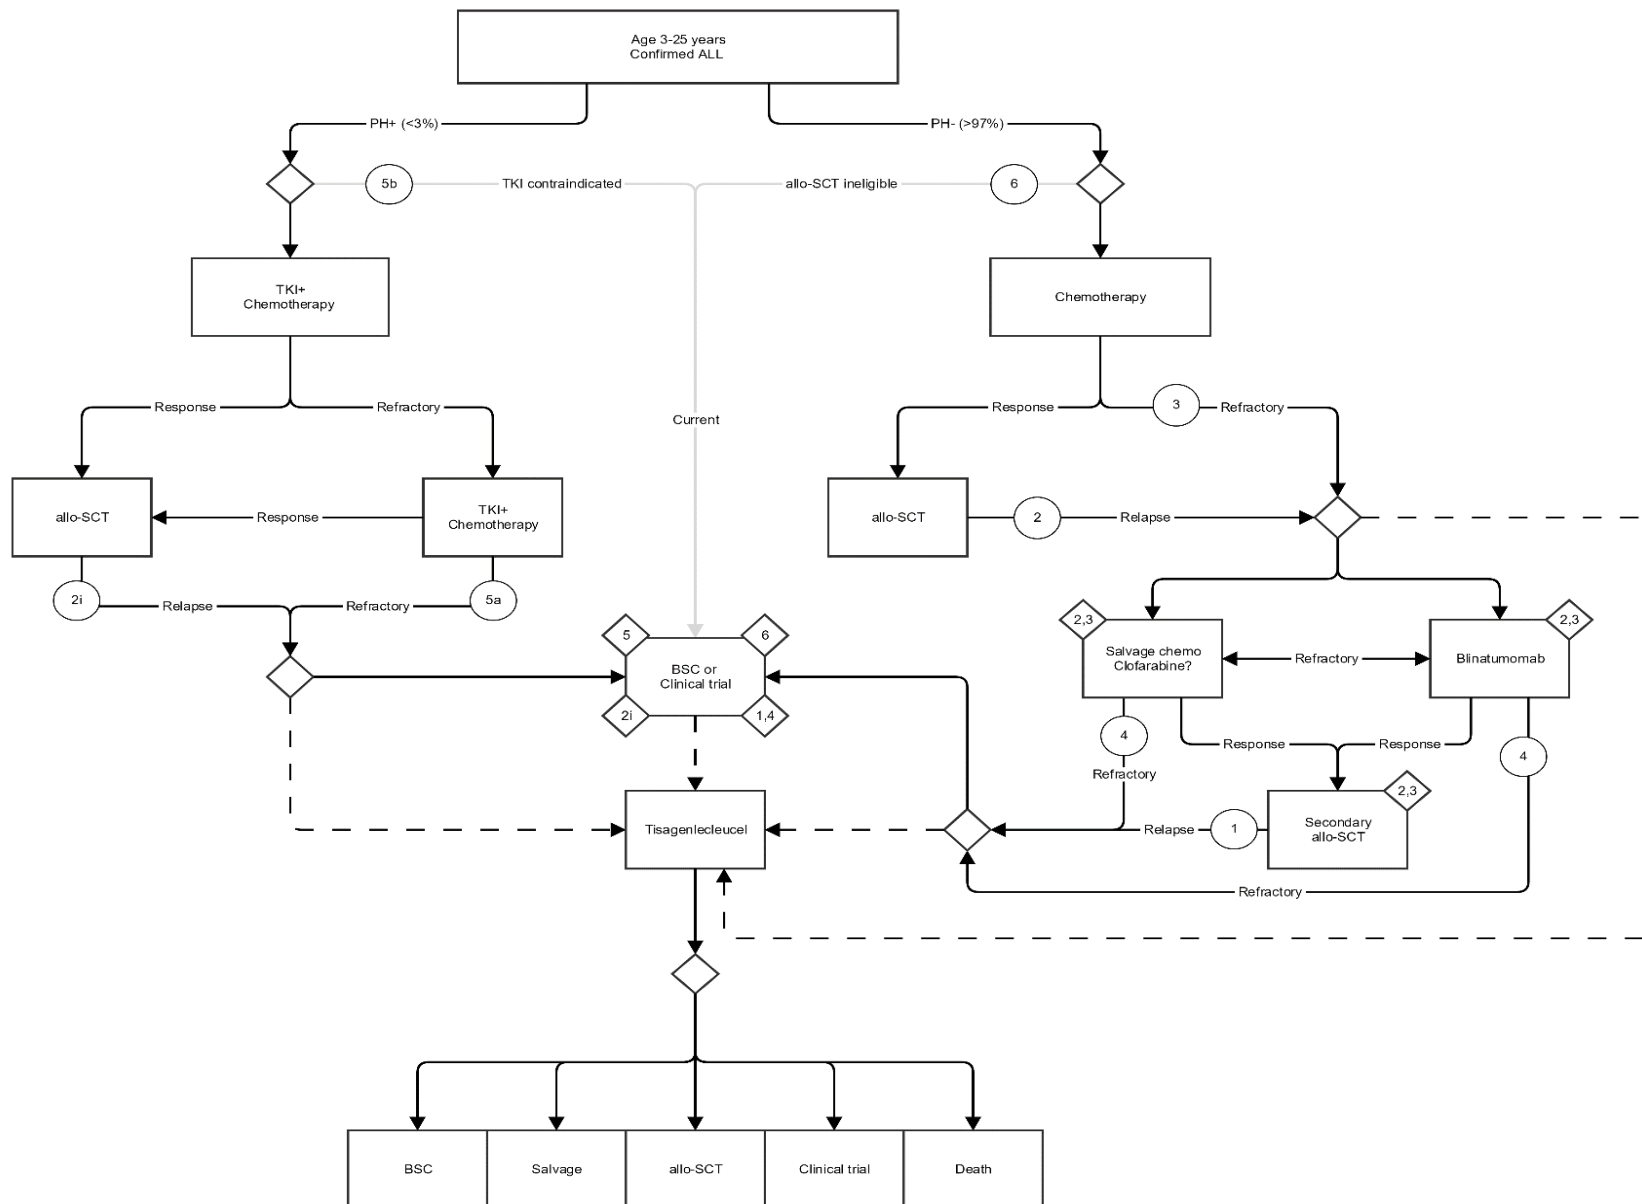 Age 3-25 years
Confirmed ALL
PH+ (<3%)
PH- (>97%)
5b
TKI contraindicated
allo-SCT ineligible
6
TKI+
Chemotherapy
Chemotherapy
Response
Refractory
Current
Response
3
Refractory
allo-SCT
Response
TKI+
Chemotherapy
allo-SCT
2
Relapse
2i
Relapse
Refractory
5a
5
6
BSC or
Clinical trial
2i
1,4
2,3
Salvage chemo
Clofarabine?
Refractory
2,3
Blinatumomab
4
Refractory
Response
Response
4
Tisagenlecleucel
Relapse
1
2,3
Secondary
allo-SCT
Refractory
BSC
Salvage
allo-SCT
Clinical trial
Death